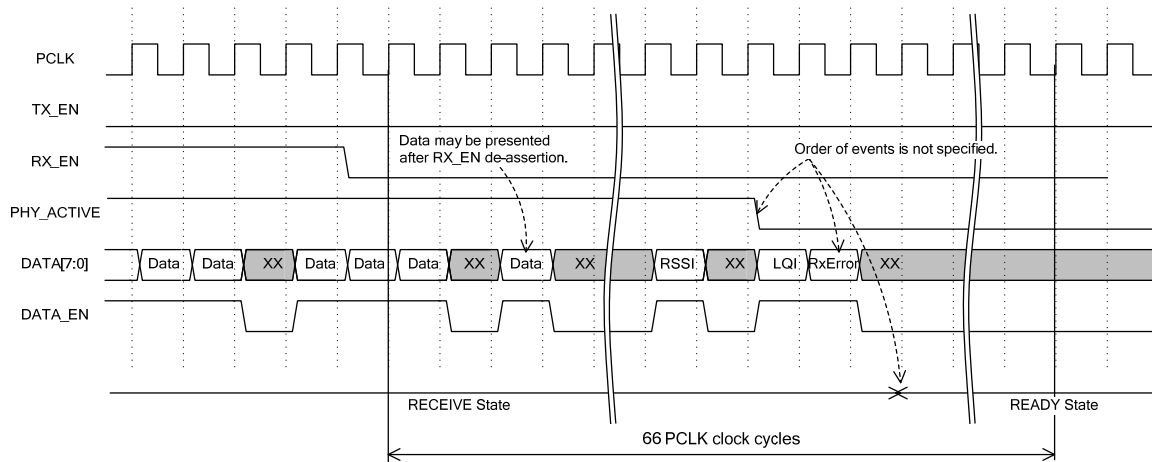 PCLK
TX_EN
Data may be presented
after RX_EN de-assertion.
Order of events is not specified.
RX_EN
PHY_ACTIVE
DATA[7:0] Data Data XX Data Data Data XX Data XX RSSI XX LQI RxError XX
DATA_EN
RECEIVE State READY State
66 PCLK clock cycles